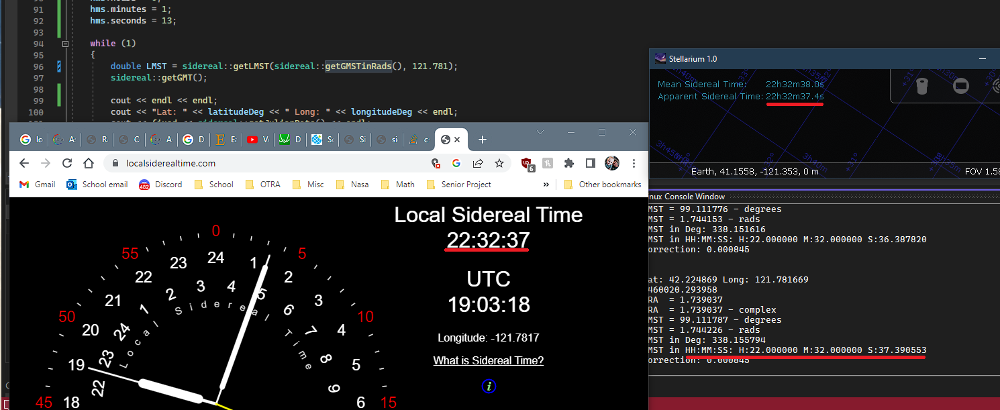 91 hms.minutes = 1;
92 hms.seconds = 13;
93
94 while (1)
95 {
96 double LMST = sidereal::getLMST(sidereal::getGMSTinRads(), 121.781);
97 sidereal::getGMT();
98
99 cout << endl << endl;
100 cout << "Lat: " << latitudeDeg << " Long: " << longitudeDeg << endl;
Stellarium 1.0
Mean Sidereal Time: 22h32m38.0s
Apparent Sidereal Time: 22h32m37.4s
Earth, 41.1558, -121.353, 0 m
FOV 1.58
localsiderealtime.com
6
Gmail School email Discord School OTRA Misc Nasa Math Senior Project » Other bookmarks
482
Local Sidereal Time
22:32:37
UTC
19:03:18
Longitude: -121.7817
What is Sidereal Time?
i
0
55 5
50 10
45 15
24
23 1
22 2
21 3
20 4
19 5
18 6
24 1 2 3 4 5 6 7 8 9
23
22
Local Sidereal Time
nux Console Window
MST = 99.111776 - degrees
MST = 1.744153 - rads
MST in Deg: 338.151616
MST in HH:MM:SS: H:22.000000 M:32.000000 S:36.387820
orrection: 0.000845
at: 42.224869 Long: 121.781669
460020.293958
RA = 1.739037
RA = 1.739037 - complex
MST = 99.111787 - degrees
MST = 1.744226 - rads
MST in Deg: 338.155794
MST in HH:MM:SS: H:22.000000 M:32.000000 S:37.390553
orrection: 0.000845